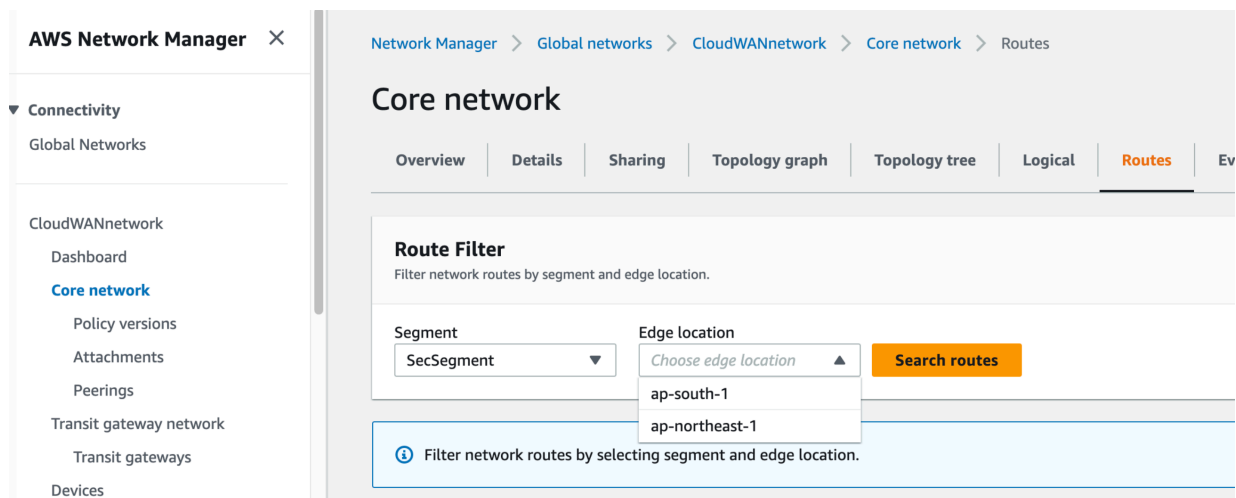 AWS Network Manager
Connectivity
Global Networks
CloudWANnetwork
Dashboard
Core network
Policy versions
Attachments
Peerings
Transit gateway network
Transit gateways
Devices
Network Manager > Global networks > CloudWANnetwork > Core network > Routes
Core network
Overview Details Sharing Topology graph Topology tree Logical Routes Ev
Route Filter
Filter network routes by segment and edge location.
Segment Edge location
SecSegment Choose edge location Search routes
ap-south-1
ap-northeast-1
Filter network routes by selecting segment and edge location.